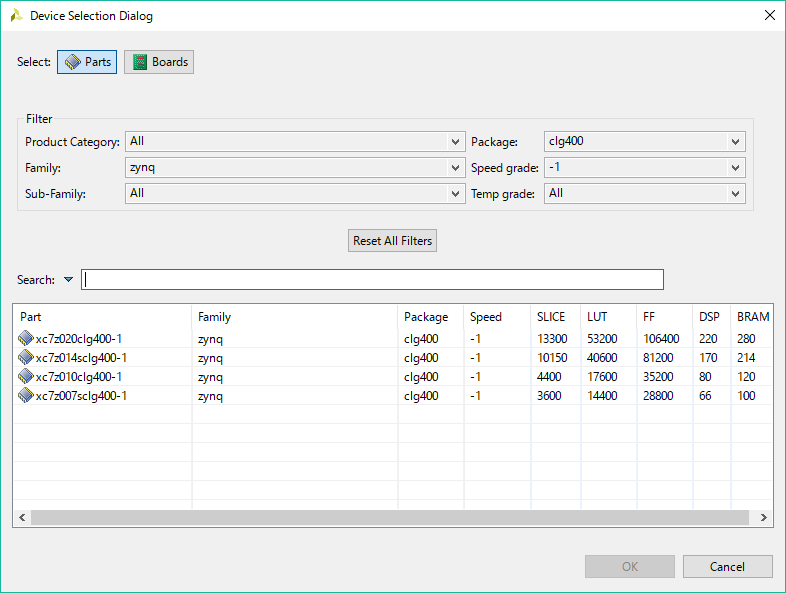 Device Selection Dialog
Select: Parts Boards
Filter
Product Category: All Package: clg400
Family: zynq Speed grade: -1
Sub-Family: All Temp grade: All
Reset All Filters
Search:
Part Family Package Speed SLICE LUT FF DSP BRAM
xc7z020clg400-1 zynq clg400 -1 13300 53200 106400 220 280
xc7z014sclg400-1 zynq clg400 -1 10150 40600 81200 170 214
xc7z010clg400-1 zynq clg400 -1 4400 17600 35200 80 120
xc7z007sclg400-1 zynq clg400 -1 3600 14400 28800 66 100
OK Cancel